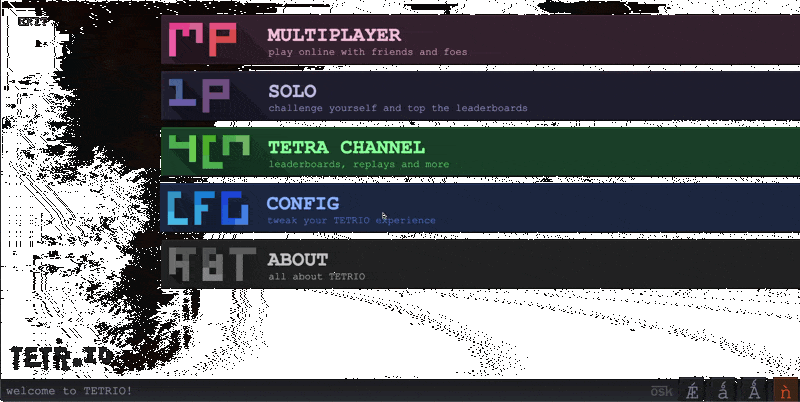 EXIT
MP
MULTIPLAYER
play online with friends and foes
1P
SOLO
challenge yourself and top the leaderboards
4CN
TETRA CHANNEL
leaderboards, replays and more
CFG
CONFIG
tweak your TETRIO experience
ABT
ABOUT
all about TETRIO
TETR.IO
welcome to TETRIO!
osk